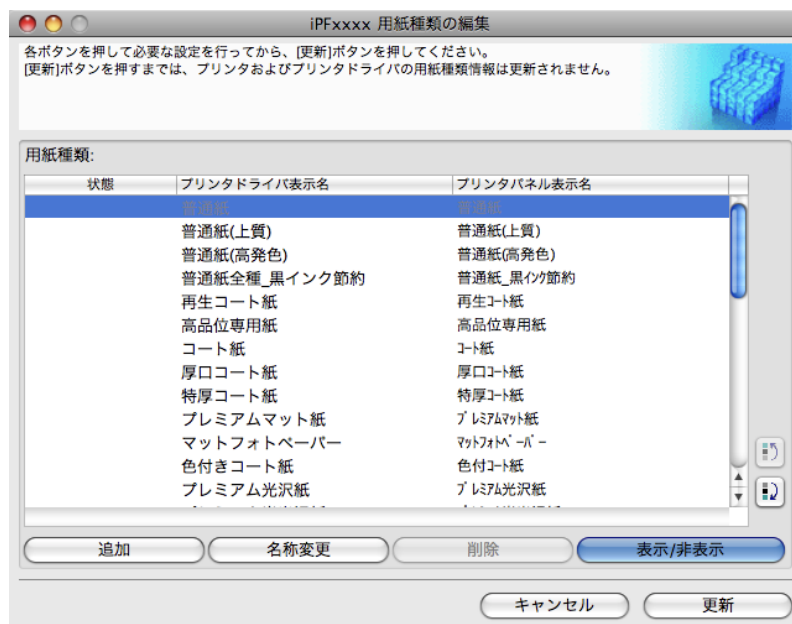 iPFxxxx 用紙種類の編集
各ボタンを押して必要な設定を行ってから、[更新]ボタンを押してください。
[更新]ボタンを押すまでは、プリンタおよびプリンタドライバの用紙種類情報は更新されません。
用紙種類:
状態 プリンタドライバ表示名 プリンタパネル表示名
普通紙 普通紙
普通紙(上質) 普通紙(上質)
普通紙(高発色) 普通紙(高発色)
普通紙全種_黒インク節約 普通紙_黒ｲﾝｸ節約
再生コート紙 再生ｺｰﾄ紙
高品位専用紙 高品位専用紙
コート紙 ｺｰﾄ紙
厚口コート紙 厚口ｺｰﾄ紙
特厚コート紙 特厚ｺｰﾄ紙
プレミアムマット紙 ﾌﾟﾚﾐｱﾑﾏｯﾄ紙
マットフォトペーパー ﾏｯﾄﾌｫﾄﾍﾟｰﾊﾟｰ
色付きコート紙 色付ｺｰﾄ紙
プレミアム光沢紙 ﾌﾟﾚﾐｱﾑ光沢紙
追加 名称変更 削除 表示/非表示
キャンセル 更新